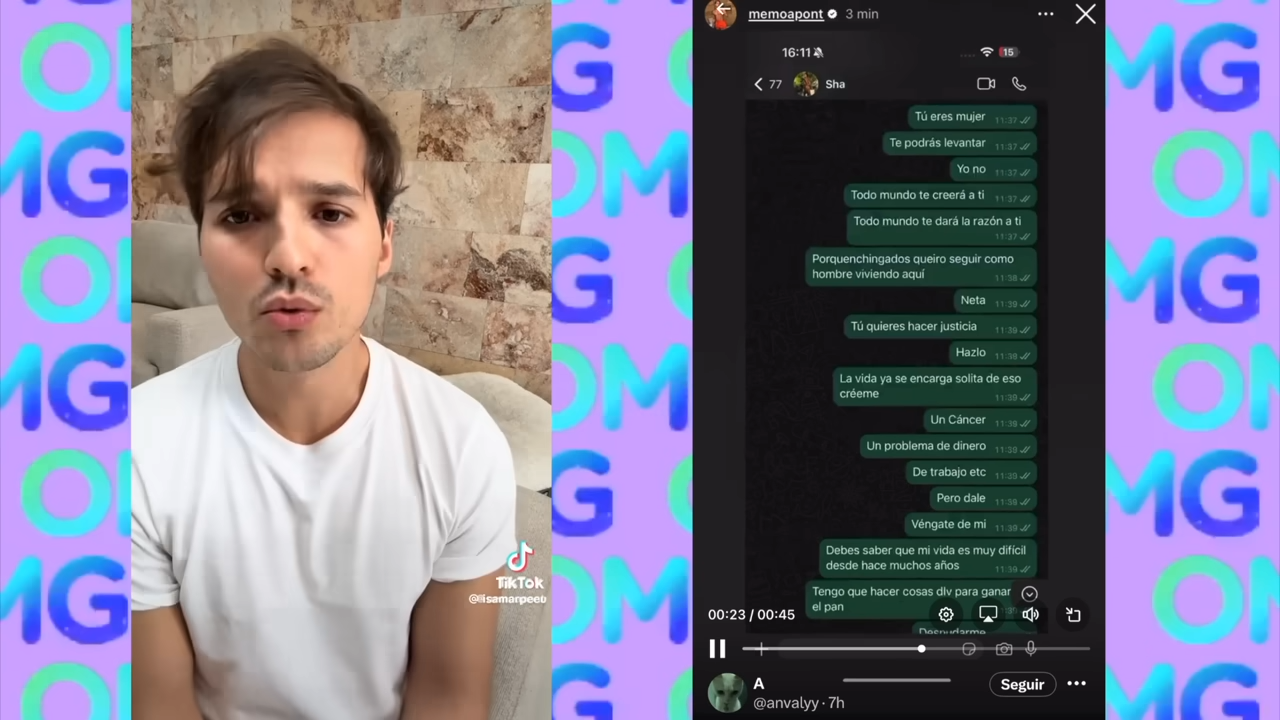 OMG
OMG
OMG
OMG
OMG
OMG
TikTok
memoapont
3 min
16:11
15
77
Sha
Tú eres mujer 11:37
Te podrás levantar 11:37
Yo no 11:37
Todo mundo te creerá a ti 11:37
Todo mundo te dará la razón a ti
11:37
Porquenchingados queiro seguir como
hombre viviendo aquí 11:38
Neta 11:39
Tú quieres hacer justicia 11:39
Hazlo 11:39
La vida ya se encarga solita de eso
créeme 11:39
Un Cáncer 11:39
Un problema de dinero 11:39
De trabajo etc 11:39
Pero dale 11:39
Véngate de mi 11:39
Debes saber que mi vida es muy difícil
desde hace muchos años 11:39
Tengo que hacer cosas dlv para ganar
el pan
00:23 / 00:45
A
@anvalyy · 7h
Seguir